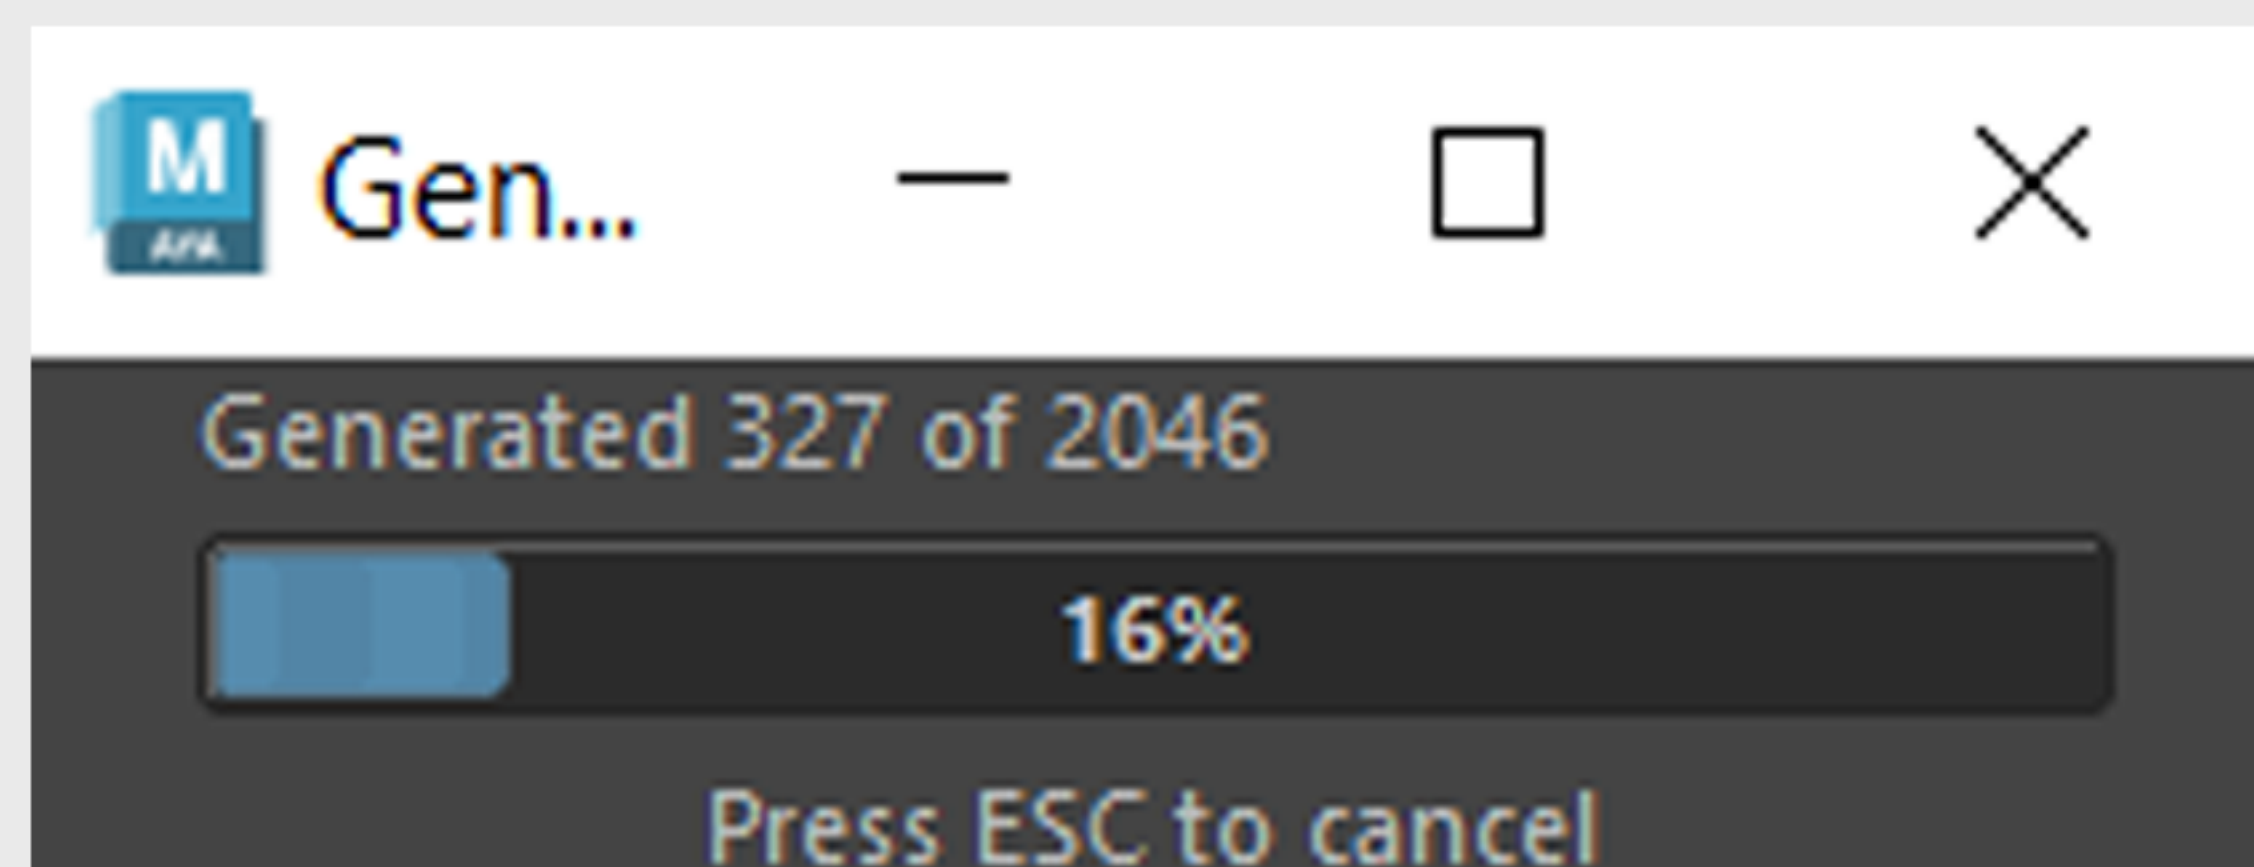 M
Gen...
Generated 327 of 2046
16%
Press ESC to cancel